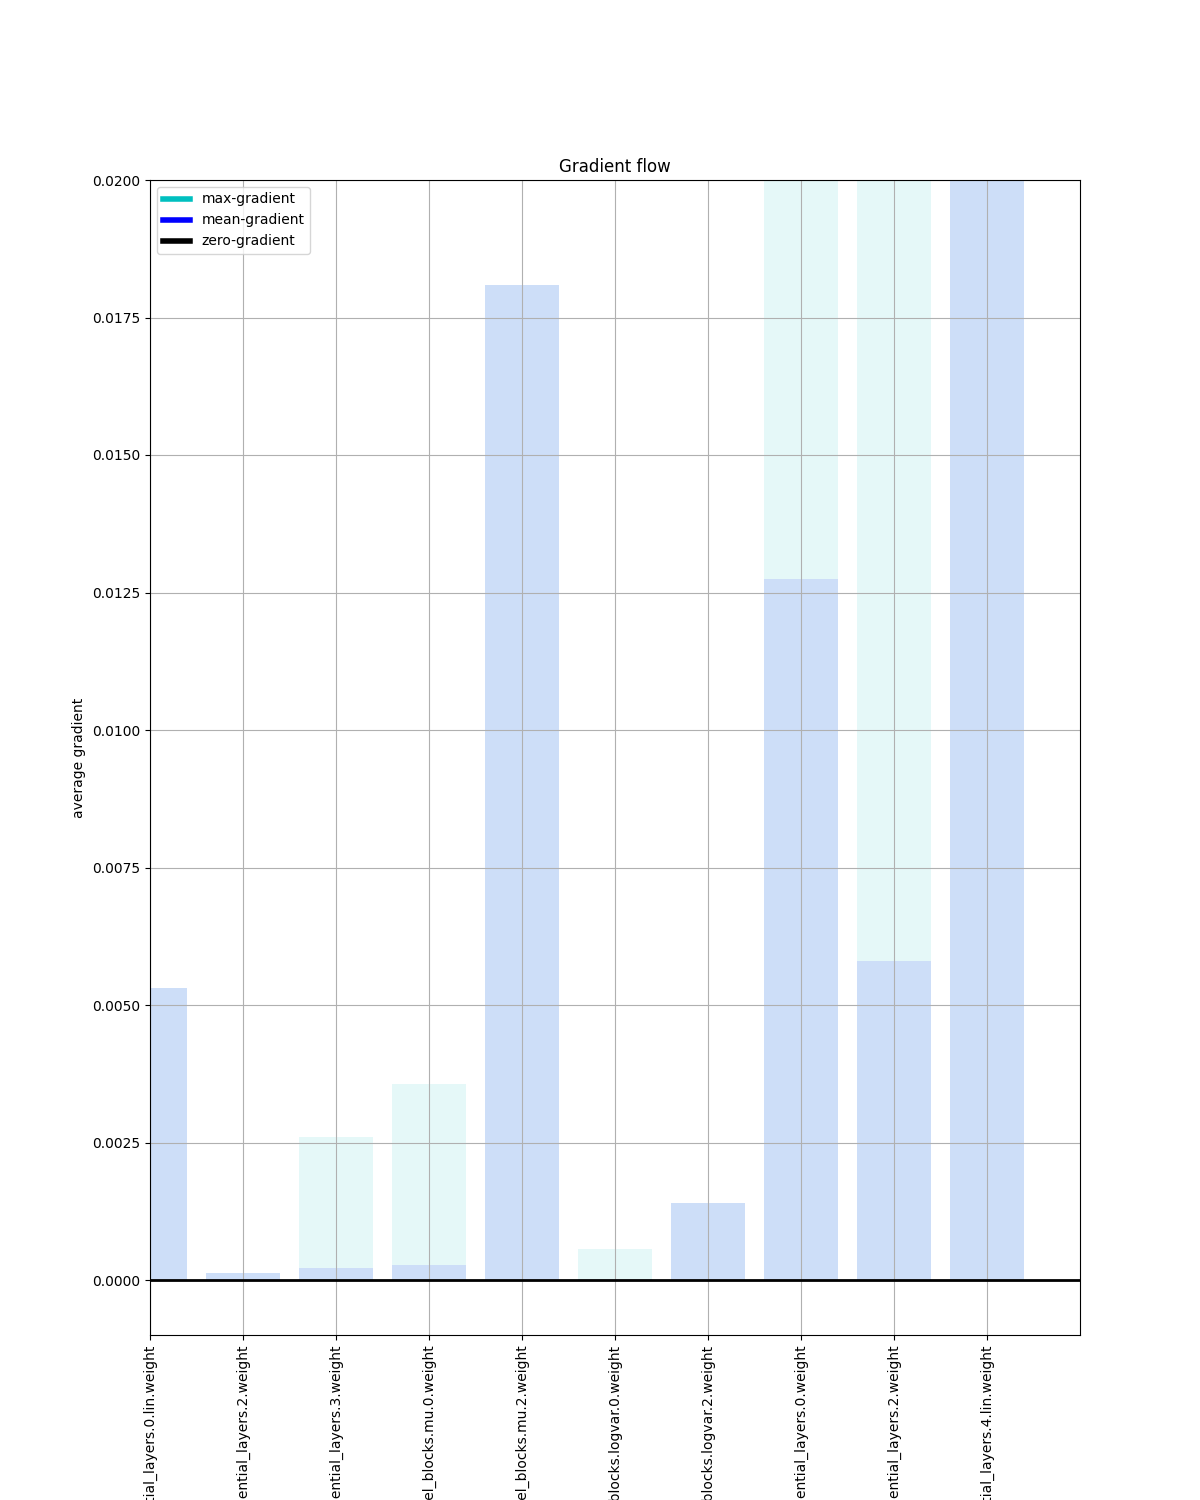 Gradient flow
max-gradient
mean-gradient
zero-gradient
0.0200
0.0175
0.0150
0.0125
0.0100
0.0075
0.0050
0.0025
0.0000
average gradient
tial_layers.0.lin.weight
ential_layers.2.weight
ential_layers.3.weight
el_blocks.mu.0.weight
el_blocks.mu.2.weight
blocks.logvar.0.weight
blocks.logvar.2.weight
ential_layers.0.weight
ential_layers.2.weight
tial_layers.4.lin.weight